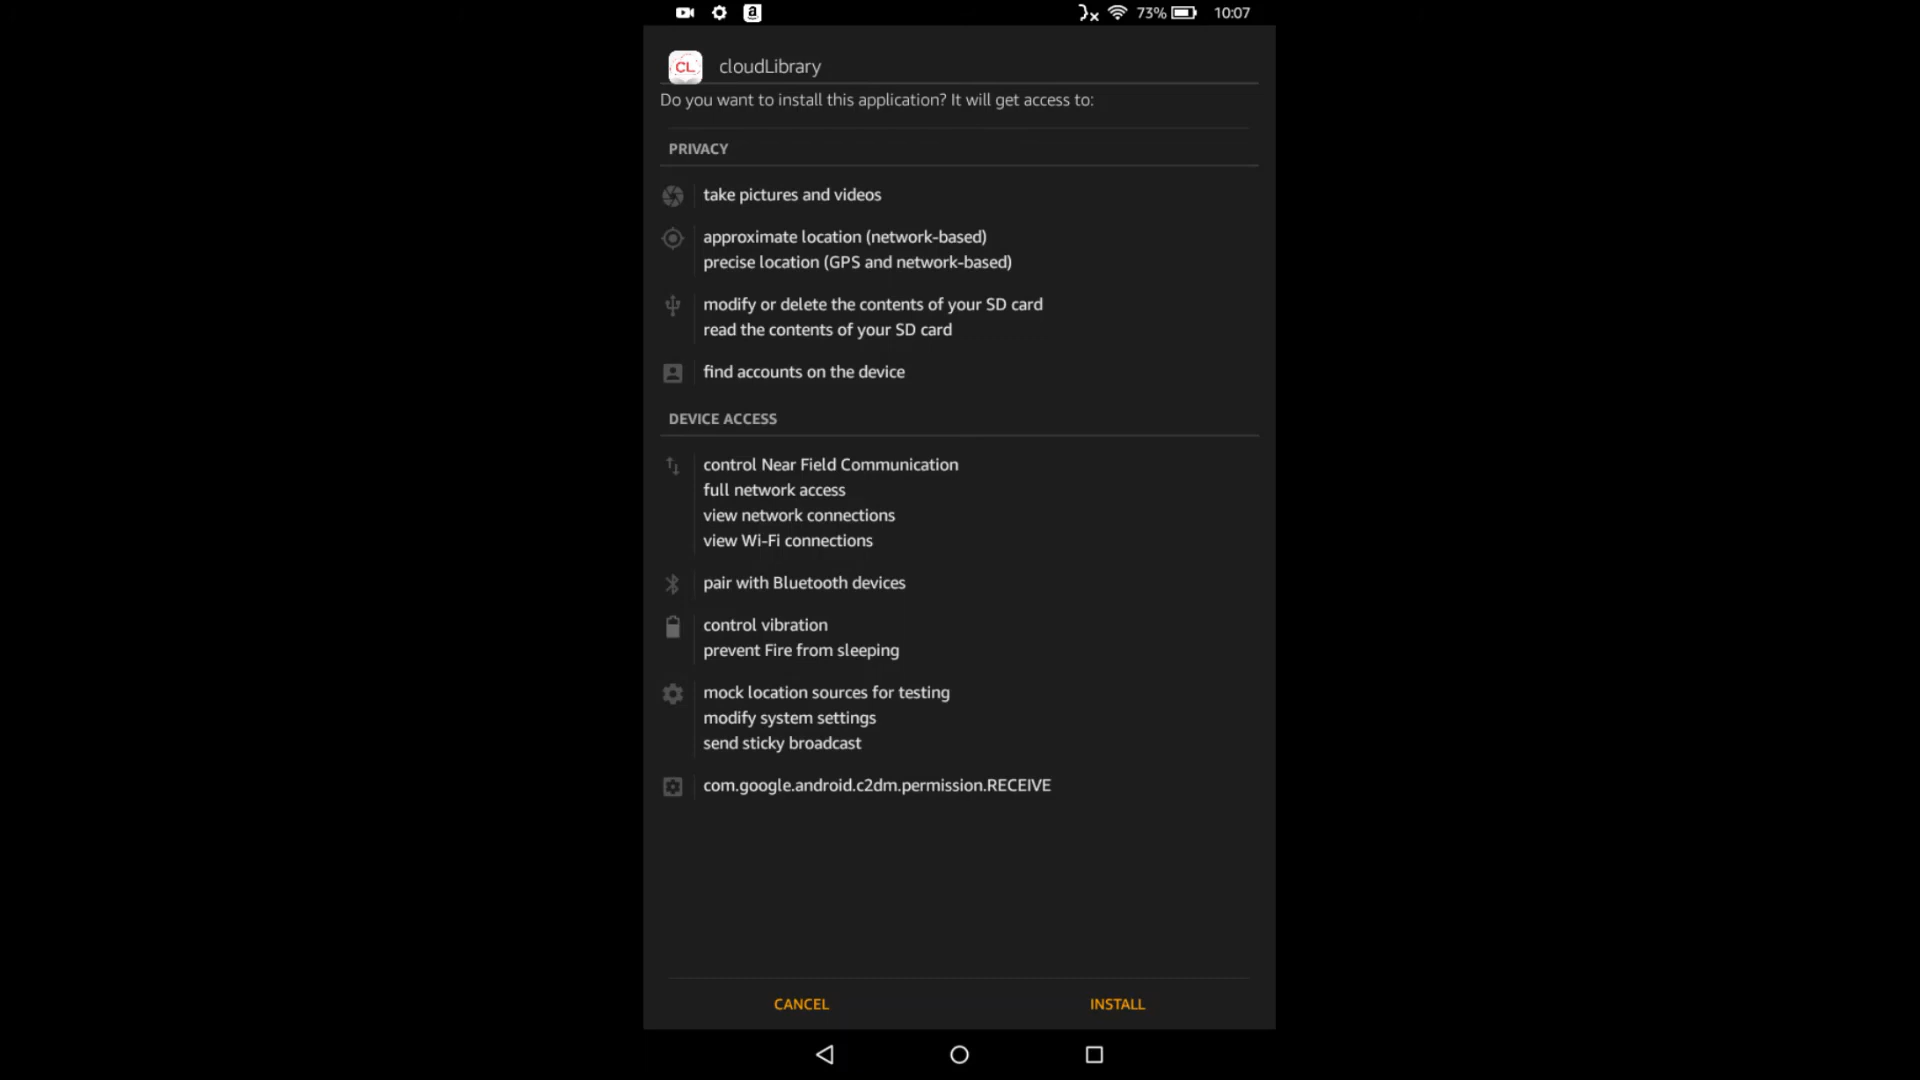 73% 10:07
CL cloudLibrary
Do you want to install this application? It will get access to:
PRIVACY
take pictures and videos
approximate location (network-based)
precise location (GPS and network-based)
modify or delete the contents of your SD card
read the contents of your SD card
find accounts on the device
DEVICE ACCESS
control Near Field Communication
full network access
view network connections
view Wi-Fi connections
pair with Bluetooth devices
control vibration
prevent Fire from sleeping
mock location sources for testing
modify system settings
send sticky broadcast
com.google.android.c2dm.permission.RECEIVE
CANCEL INSTALL